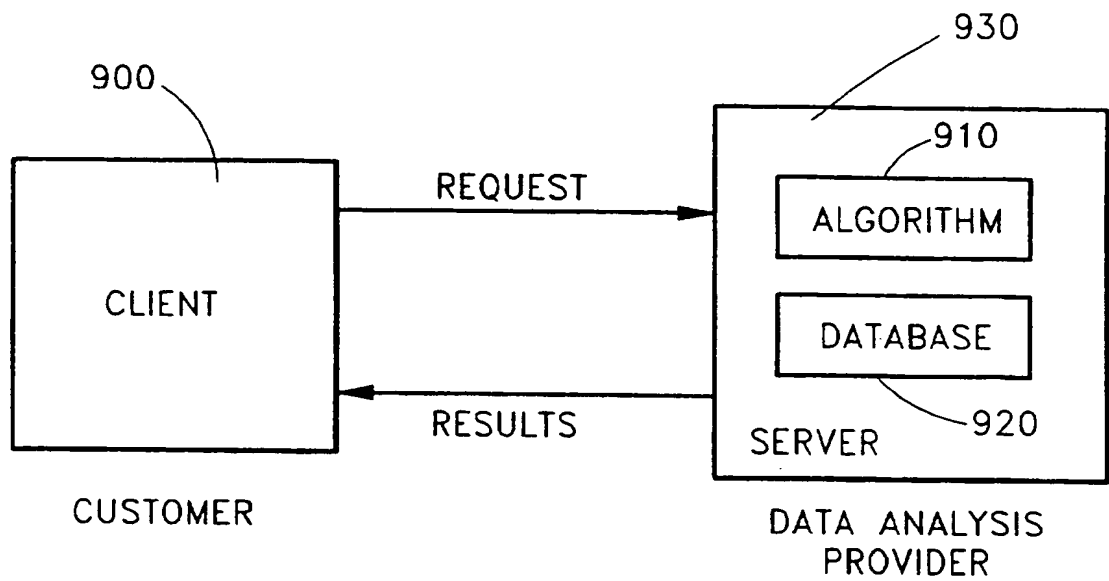 930
900
910
REQUEST
ALGORITHM
CLIENT
DATABASE
RESULTS
920
SERVER
CUSTOMER
DATA ANALYSIS
PROVIDER